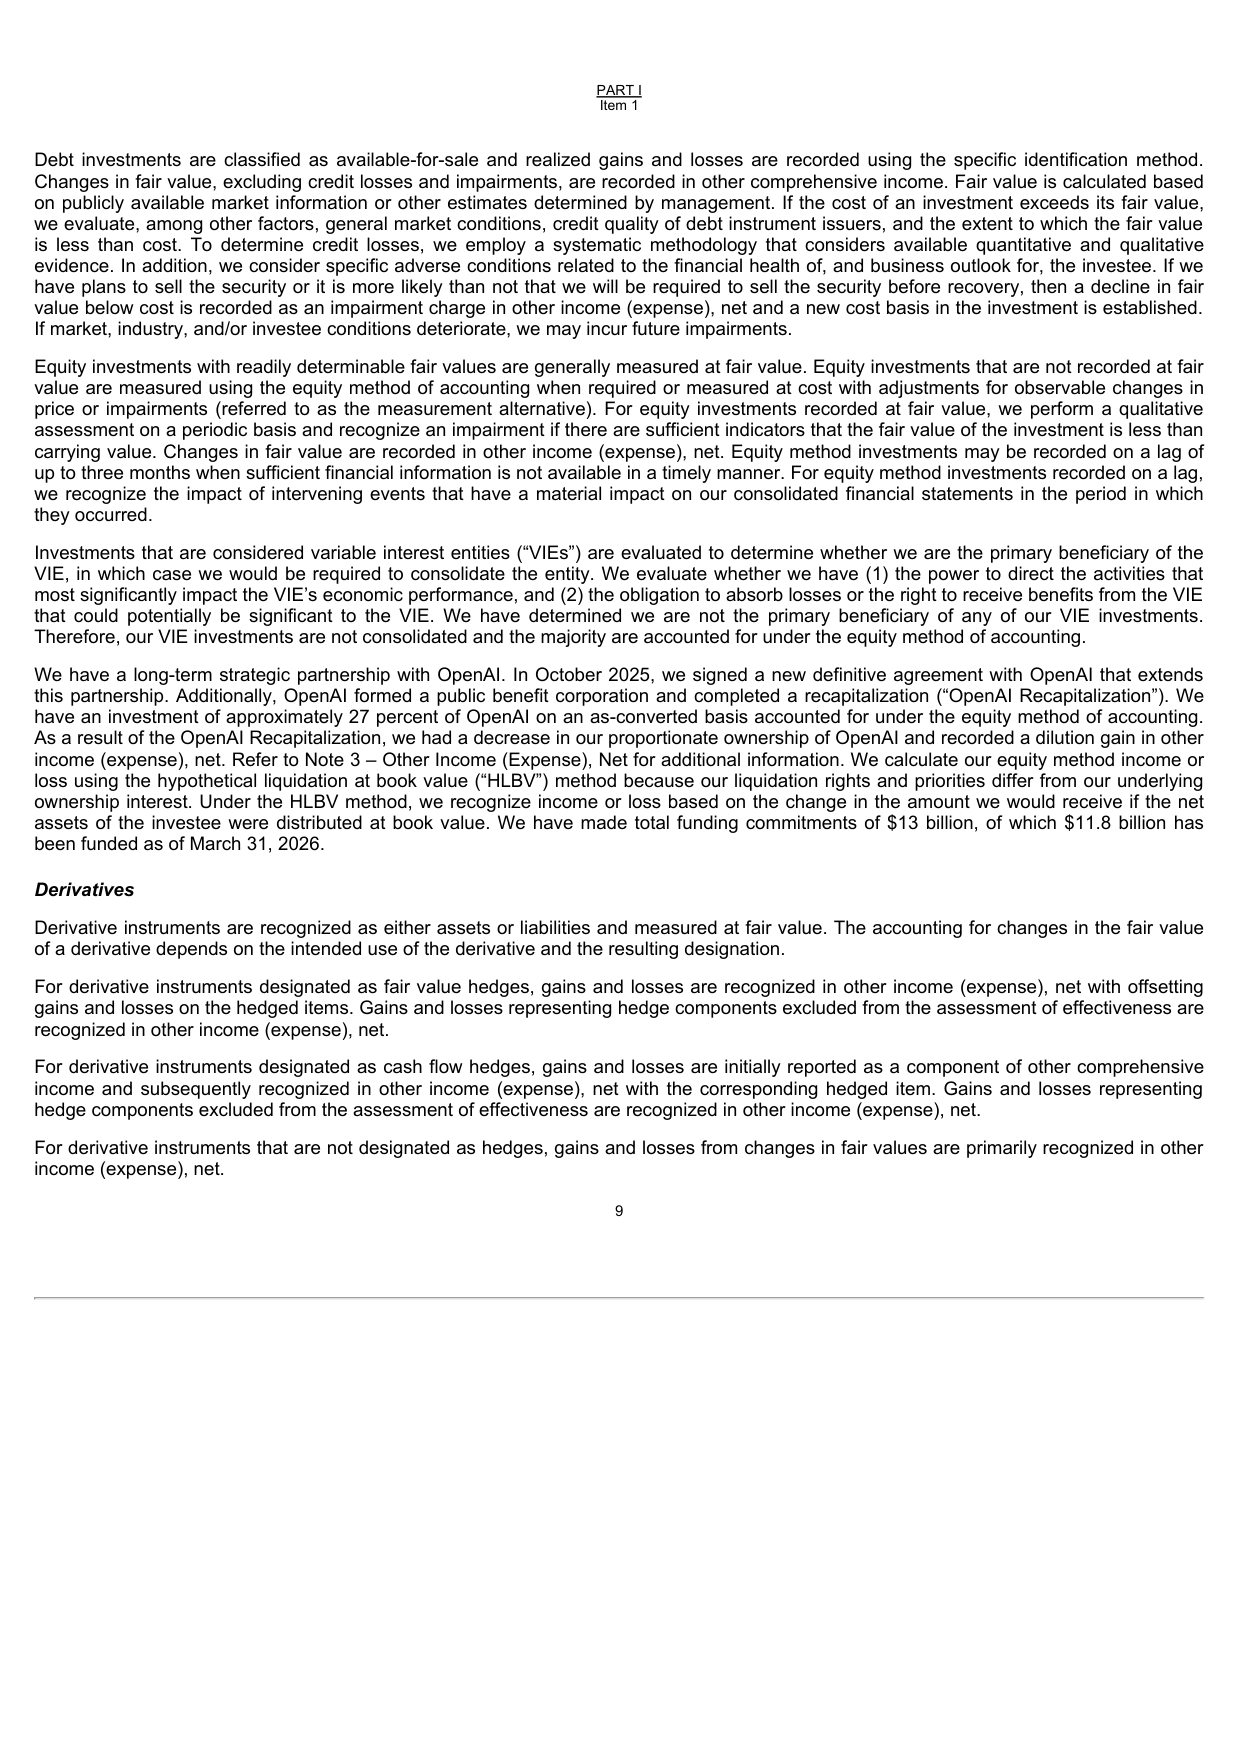 PART I
Item 1
Debt investments are classified as available-for-sale and realized gains and losses are recorded using the specific identification method.
Changes in fair value, excluding credit losses and impairments, are recorded in other comprehensive income. Fair value is calculated based
on publicly available market information or other estimates determined by management. If the cost of an investment exceeds its fair value,
we evaluate, among other factors, general market conditions, credit quality of debt instrument issuers, and the extent to which the fair value
is less than cost. To determine credit losses, we employ a systematic methodology that considers available quantitative and qualitative
evidence. In addition, we consider specific adverse conditions related to the financial health of, and business outlook for, the investee. If we
have plans to sell the security or it is more likely than not that we will be required to sell the security before recovery, then a decline in fair
value below cost is recorded as an impairment charge in other income (expense), net and a new cost basis in the investment is established.
If market, industry, and/or investee conditions deteriorate, we may incur future impairments.
Equity investments with readily determinable fair values are generally measured at fair value. Equity investments that are not recorded at fair
value are measured using the equity method of accounting when required or measured at cost with adjustments for observable changes in
price or impairments (referred to as the measurement alternative). For equity investments recorded at fair value, we perform a qualitative
assessment on a periodic basis and recognize an impairment if there are sufficient indicators that the fair value of the investment is less than
carrying value. Changes in fair value are recorded in other income (expense), net. Equity method investments may be recorded on a lag of
up to three months when sufficient financial information is not available in a timely manner. For equity method investments recorded on a lag,
we recognize the impact of intervening events that have a material impact on our consolidated financial statements in the period in which
they occurred.
Investments that are considered variable interest entities (“VIEs”) are evaluated to determine whether we are the primary beneficiary of the
VIE, in which case we would be required to consolidate the entity. We evaluate whether we have (1) the power to direct the activities that
most significantly impact the VIE’s economic performance, and (2) the obligation to absorb losses or the right to receive benefits from the VIE
that could potentially be significant to the VIE. We have determined we are not the primary beneficiary of any of our VIE investments.
Therefore, our VIE investments are not consolidated and the majority are accounted for under the equity method of accounting.
We have a long-term strategic partnership with OpenAI. In October 2025, we signed a new definitive agreement with OpenAI that extends
this partnership. Additionally, OpenAI formed a public benefit corporation and completed a recapitalization (“OpenAI Recapitalization”). We
have an investment of approximately 27 percent of OpenAI on an as-converted basis accounted for under the equity method of accounting.
As a result of the OpenAI Recapitalization, we had a decrease in our proportionate ownership of OpenAI and recorded a dilution gain in other
income (expense), net. Refer to Note 3 – Other Income (Expense), Net for additional information. We calculate our equity method income or
loss using the hypothetical liquidation at book value (“HLBV”) method because our liquidation rights and priorities differ from our underlying
ownership interest. Under the HLBV method, we recognize income or loss based on the change in the amount we would receive if the net
assets of the investee were distributed at book value. We have made total funding commitments of $13 billion, of which $11.8 billion has
been funded as of March 31, 2026.
Derivatives
Derivative instruments are recognized as either assets or liabilities and measured at fair value. The accounting for changes in the fair value
of a derivative depends on the intended use of the derivative and the resulting designation.
For derivative instruments designated as fair value hedges, gains and losses are recognized in other income (expense), net with offsetting
gains and losses on the hedged items. Gains and losses representing hedge components excluded from the assessment of effectiveness are
recognized in other income (expense), net.
For derivative instruments designated as cash flow hedges, gains and losses are initially reported as a component of other comprehensive
income and subsequently recognized in other income (expense), net with the corresponding hedged item. Gains and losses representing
hedge components excluded from the assessment of effectiveness are recognized in other income (expense), net.
For derivative instruments that are not designated as hedges, gains and losses from changes in fair values are primarily recognized in other
income (expense), net.
9